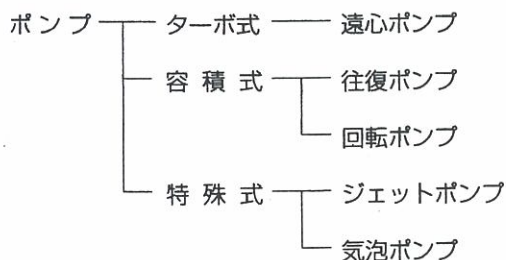 ポンプ ターボ式 遠心ポンプ
容積式 往復ポンプ
回転ポンプ
特殊式 ジェットポンプ
気泡ポンプ